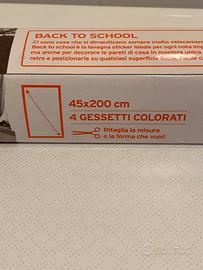 BACK TO SCHOOL
Ci sono cose che si dimenticano sempre molto velocemente
Back to school è la lavagna sticker ideale per ogni nota imp
ma anche per decorare le pareti di casa in maniera unica
retro e posizionarla su qualsiasi superficie liscia. Facile da
45x200 cm
4 GESSETTI COLORATI
Ritaglia la misura
o la forma che vuoi!
subito